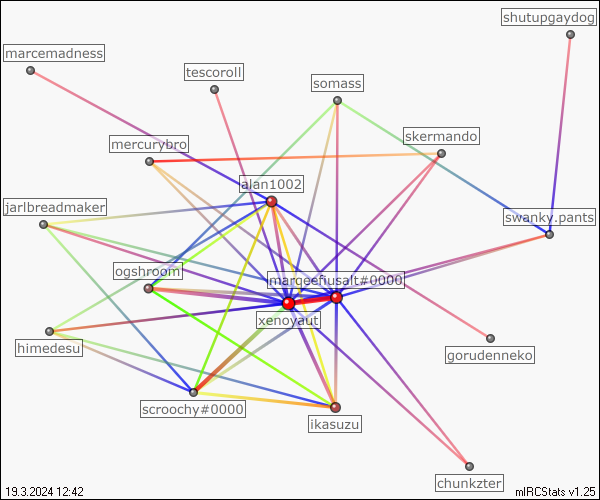 shutupgaydog
marcemadness
tescoroll
somass
skermando
mercurybro
alan1002
jarlbreadmaker
swanky.pants
ogshroom
margeefiusalt#0000
xenoyaut
himedesu
gorudenneko
scroochy#0000
ikasuzu
chunkzter
19.3.2024 12:42
mIRCStats v1.25